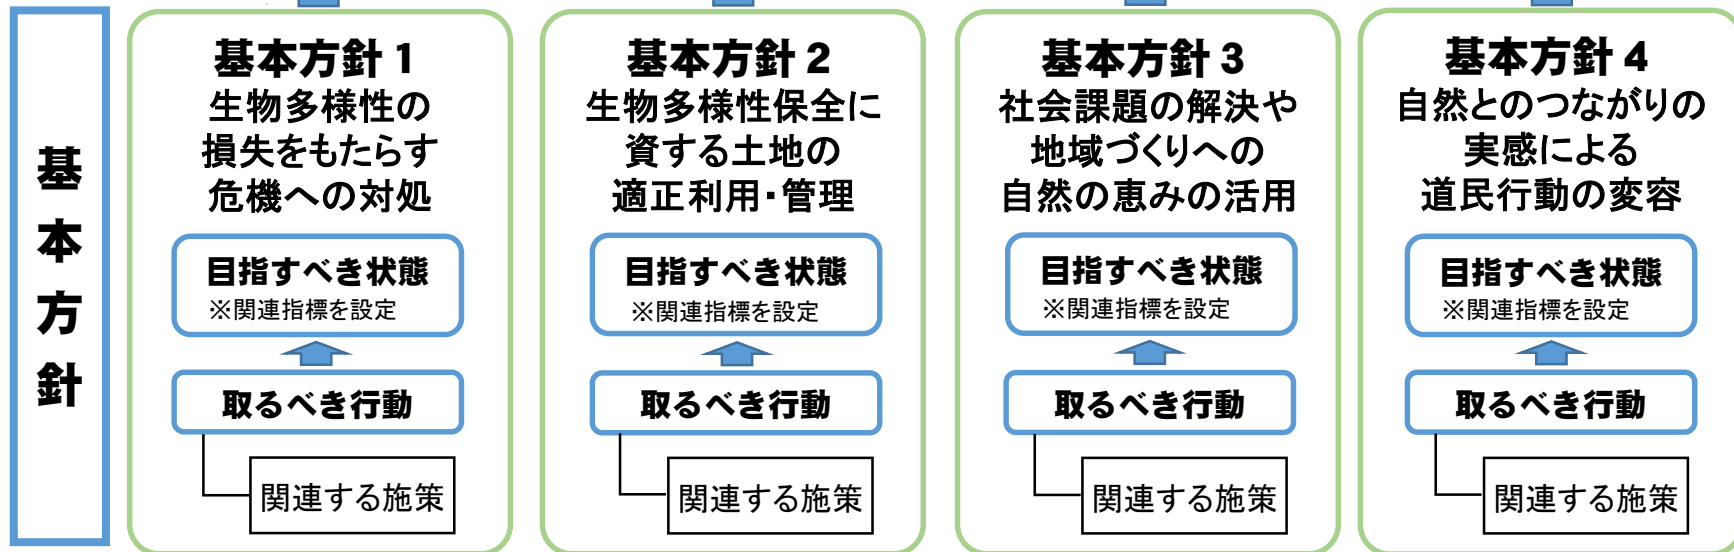 基本方針
基本方針1
生物多様性の
損失をもたらす
危機への対処
目指すべき状態
※関連指標を設定
取るべき行動
関連する施策
基本方針2
生物多様性保全に
資する土地の
適正利用・管理
目指すべき状態
※関連指標を設定
取るべき行動
関連する施策
基本方針3
社会課題の解決や
地域づくりへの
自然の恵みの活用
目指すべき状態
※関連指標を設定
取るべき行動
関連する施策
基本方針4
自然とのつながりの
実感による
道民行動の変容
目指すべき状態
※関連指標を設定
取るべき行動
関連する施策